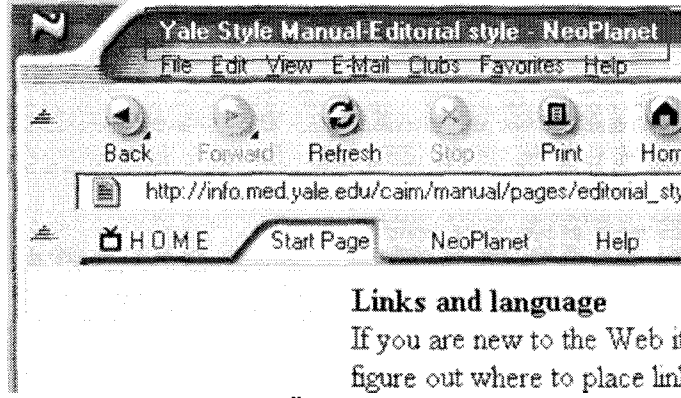 Yale Style Manual-Editorial style - NeoPlanet
File Edit View E-Mail Clubs Favorites Help
Back Forward Refresh Stop Print
http://info.med.yale.edu/caim/manual/pages/editorial_sty
HOME Start Page NeoPlanet Help
Links and language
If you are new to the Web
figure out where to place